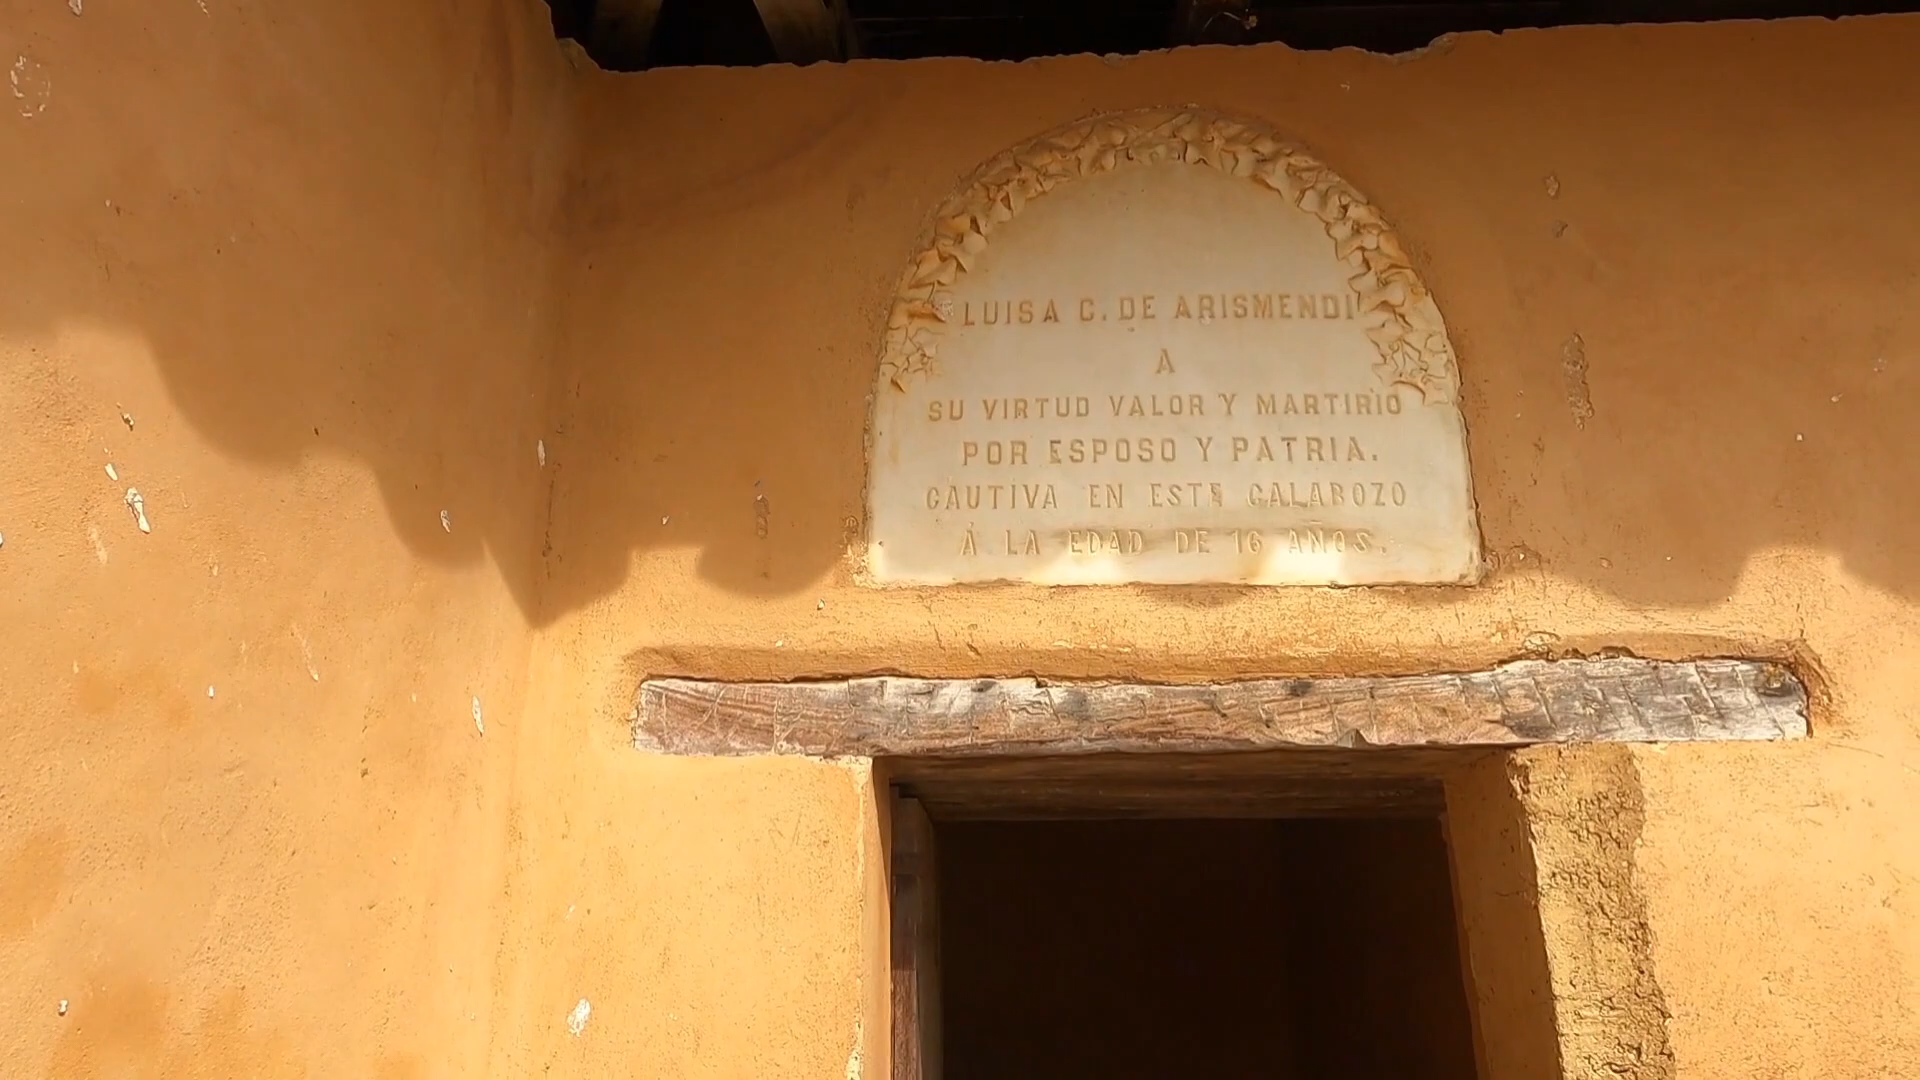 LUISA C. DE ARISMENDI
A
SU VIRTUD VALOR Y MARTIRIO
POR ESPOSO Y PATRIA.
CAUTIVA EN ESTE CALABOZO
Á LA EDAD DE 16 AÑOS.